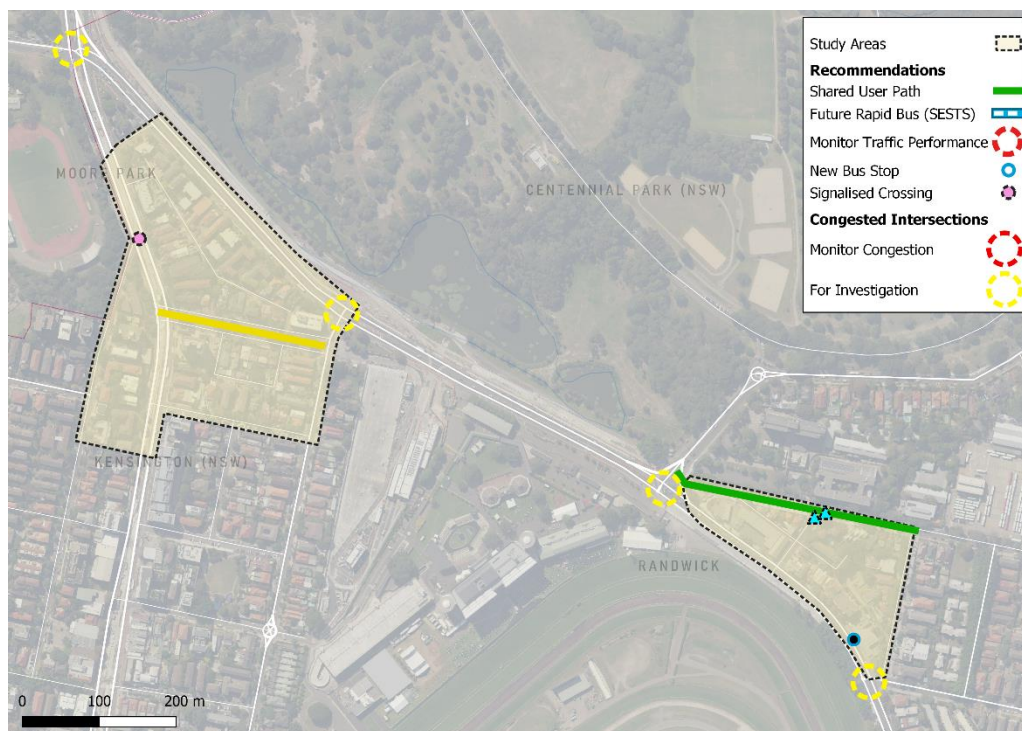 Study Areas
Recommendations
Shared User Path
Future Rapid Bus (SESTS)
Monitor Traffic Performance
New Bus Stop
Signalised Crossing
Congested Intersections
Monitor Congestion
For Investigation
MOORE PARK
CENTENNIAL PARK (NSW)
KENSINGTON (NSW)
RANDWICK
0 100 200 m